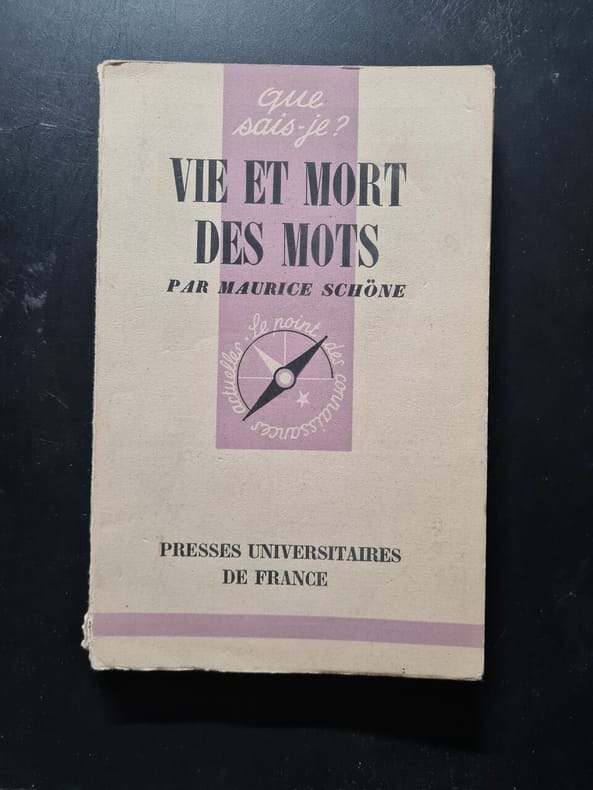 que
sais-je?
VIE ET MORT
DES MOTS
PAR MAURICE SCHÖNE
Le point des connaissances actuelles.
PRESSES UNIVERSITAIRES
DE FRANCE